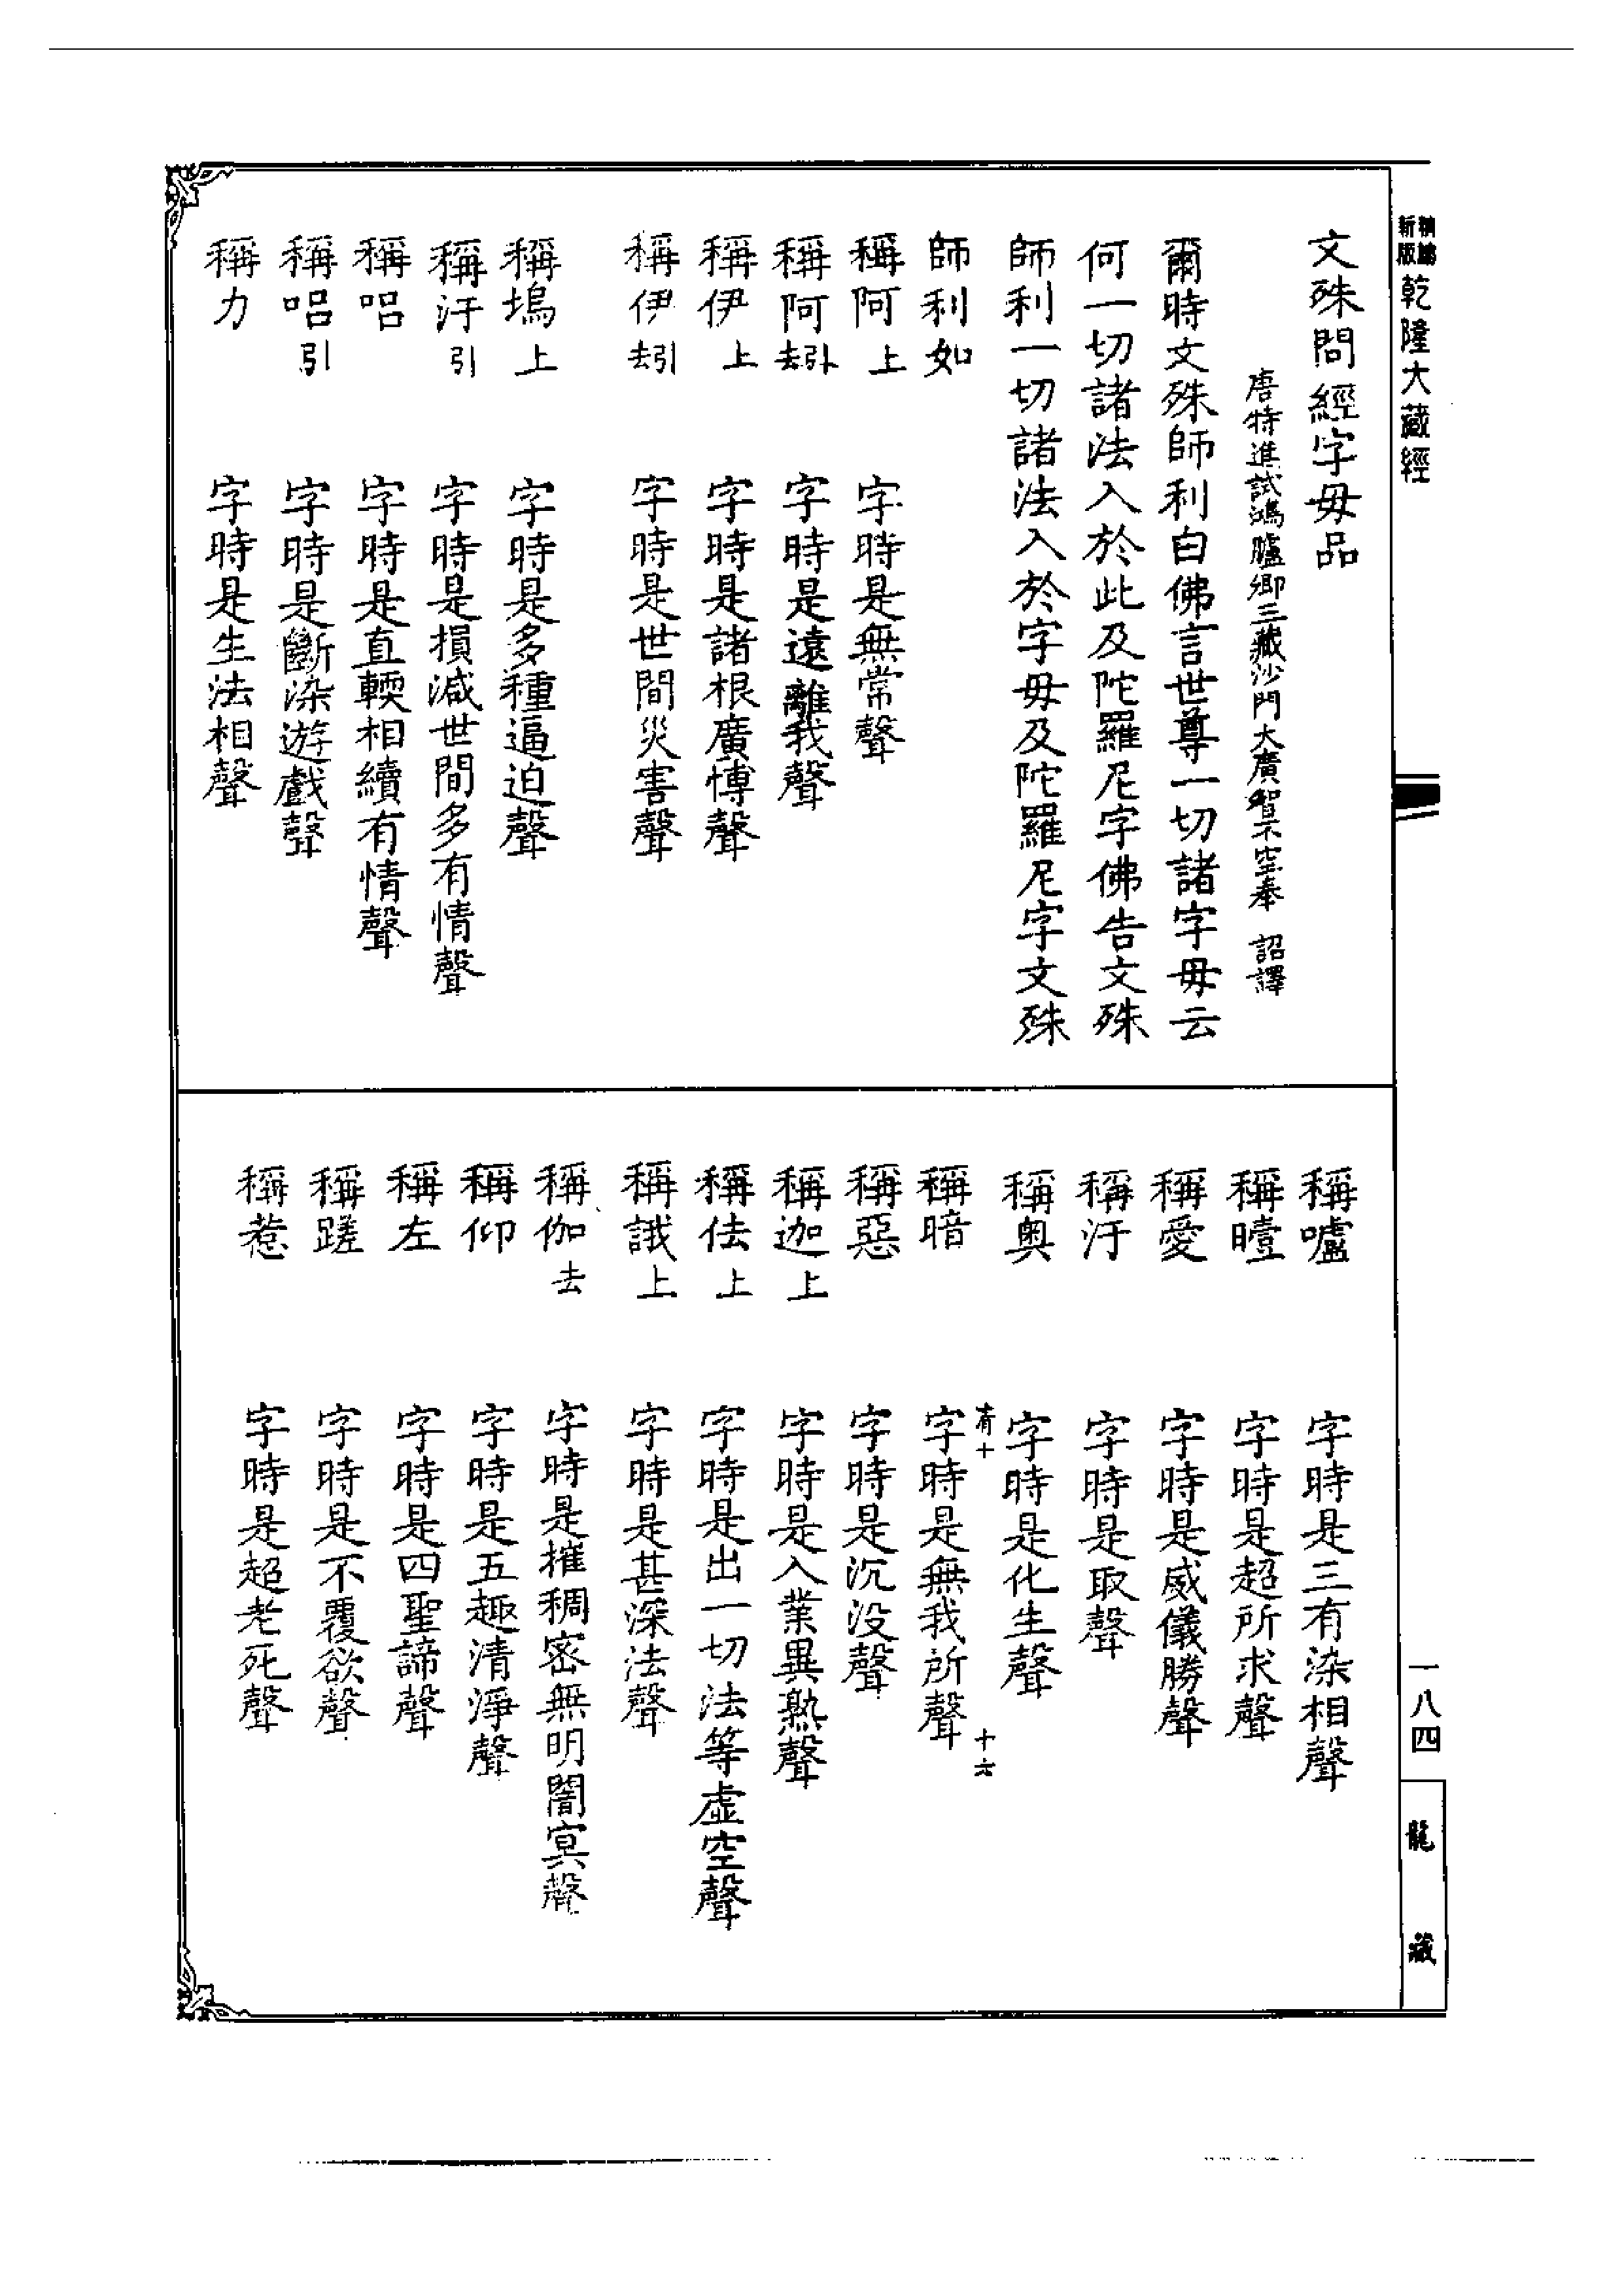 新版精編乾隆大藏經
文殊問經字母品
唐特進試鴻臚卿三藏沙門大廣智不空奉 詔譯
爾時文殊師利白佛言世尊一切諸字母云
何一切諸法入於此及陀羅尼字佛告文殊
師利一切諸法入於字母及陀羅尼字文殊
師利如
稱阿上 字時是無常聲
稱阿去引 字時是遠離我聲
稱伊上 字時是諸根廣博聲
稱伊去引 字時是世間災害聲
稱塢上 字時是多種逼迫聲
稱汙引 字時是損減世間多有情聲
稱呂 字時是直輭相續有情聲
稱呂引 字時是斷染遊戲聲
稱力 字時是生法相聲
稱嚧 字時是三有染相聲
稱曀 字時是超所求聲
稱愛 字時是威儀勝聲
稱汙 字時是取聲
稱奧 字時是化生聲
十六
稱暗 字時是無我所聲
稱惡 字時是沉没聲
稱迦上 字時是入業異熟聲
稱佉上 字時是出一切法等虛空聲
稱誐上 字時是甚深法聲
稱伽去 字時是摧稠密無明闇冥聲
稱仰 字時是五趣清淨聲
稱左 字時是四聖諦聲
稱蹉 字時是不覆欲聲
稱惹 字時是超老死聲
一八四
龍藏